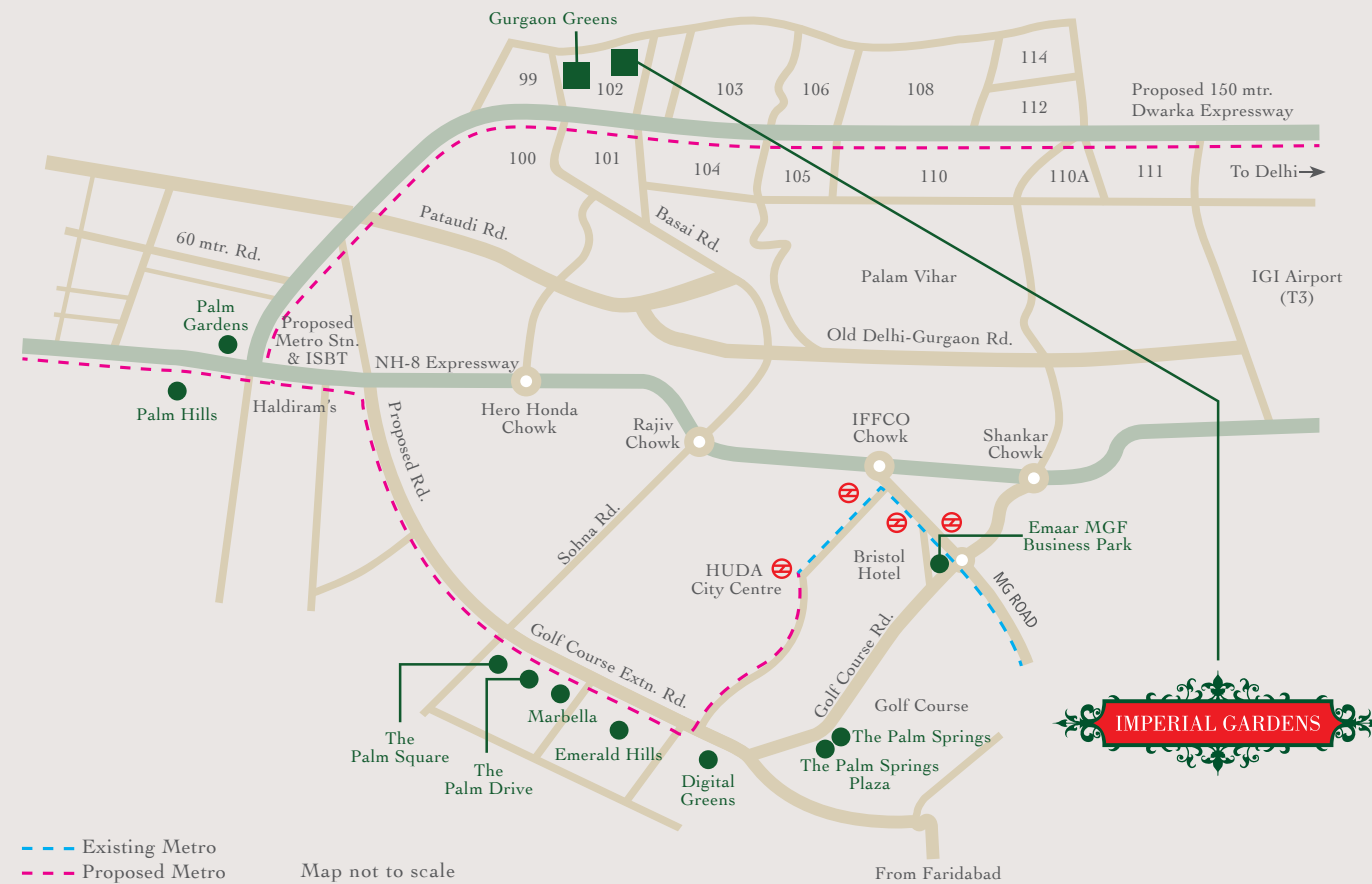 Gurgaon Greens
99
102
103
106
108
114
112
Proposed 150 mtr.
Dwarka Expressway
100
101
104
105
110
110A
111
To Delhi
Pataudi Rd.
Basai Rd.
60 mtr. Rd.
Palam Vihar
IGI Airport
(T3)
Palm
Gardens
Proposed
Metro Stn.
& ISBT
Old Delhi-Gurgaon Rd.
NH-8 Expressway
Palm Hills
Haldiram's
Hero Honda
Chowk
Rajiv
Chowk
IFFCO
Chowk
Shankar
Chowk
Proposed Rd.
Sohna Rd.
Emaar MGF
Business Park
HUDA
City Centre
Bristol
Hotel
MG ROAD
Golf Course Extn. Rd.
Golf Course Rd.
Golf Course
The
Palm Square
The
Palm Drive
Marbella
Emerald Hills
Digital
Greens
The Palm Springs
The Palm Springs
Plaza
IMPERIAL GARDENS
Existing Metro
Proposed Metro
Map not to scale
From Faridabad